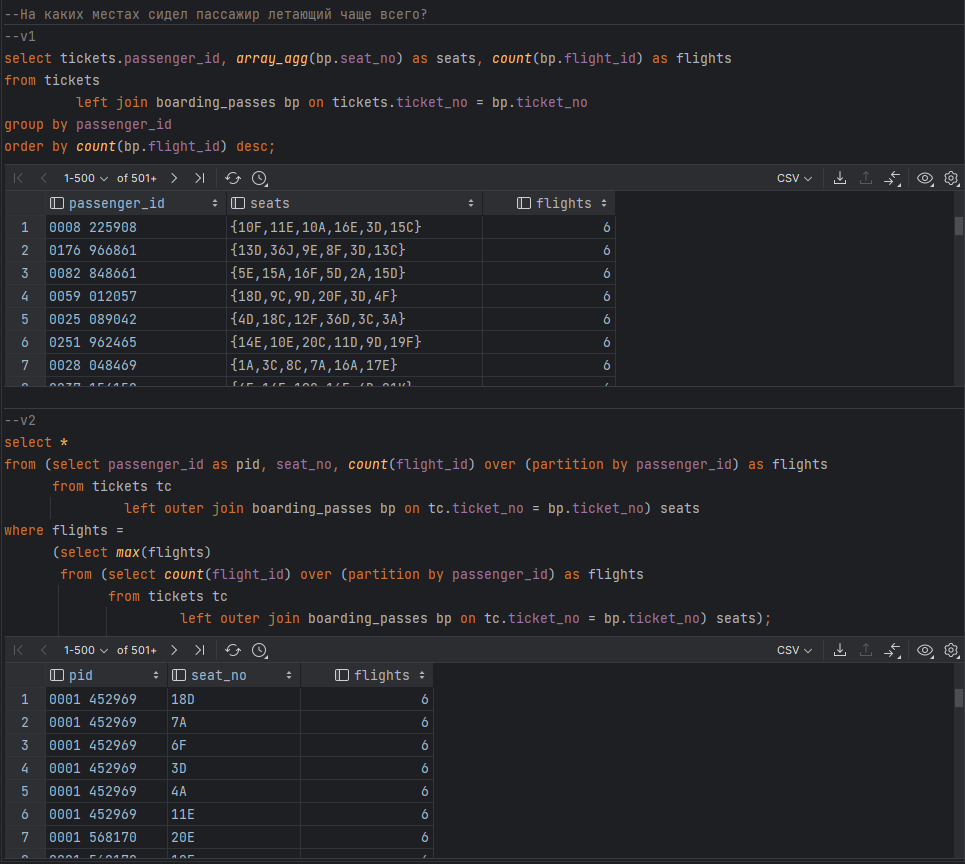 --На каких местах сидел пассажир летающий чаще всего?
--v1
select tickets.passenger_id, array_agg(bp.seat_no) as seats, count(bp.flight_id) as flights
from tickets
left join boarding_passes bp on tickets.ticket_no = bp.ticket_no
group by passenger_id
order by count(bp.flight_id) desc;
1-500 of 501+ CSV
passenger_id seats flights
1 0008 225908 {10F,11E,10A,16E,3D,15C} 6
2 0176 966861 {13D,36J,9E,8F,3D,13C} 6
3 0082 848661 {5E,15A,16F,5D,2A,15D} 6
4 0059 012057 {18D,9C,9D,20F,3D,4F} 6
5 0025 089042 {4D,18C,12F,36D,3C,3A} 6
6 0251 962465 {14E,10E,20C,11D,9D,19F} 6
7 0028 048469 {1A,3C,8C,7A,16A,17E} 6
--v2
select *
from (select passenger_id as pid, seat_no, count(flight_id) over (partition by passenger_id) as flights
from tickets tc
left outer join boarding_passes bp on tc.ticket_no = bp.ticket_no) seats
where flights =
(select max(flights)
from (select count(flight_id) over (partition by passenger_id) as flights
from tickets tc
left outer join boarding_passes bp on tc.ticket_no = bp.ticket_no) seats);
1-500 of 501+ CSV
pid seat_no flights
1 0001 452969 18D 6
2 0001 452969 7A 6
3 0001 452969 6F 6
4 0001 452969 3D 6
5 0001 452969 4A 6
6 0001 452969 11E 6
7 0001 568170 20E 6